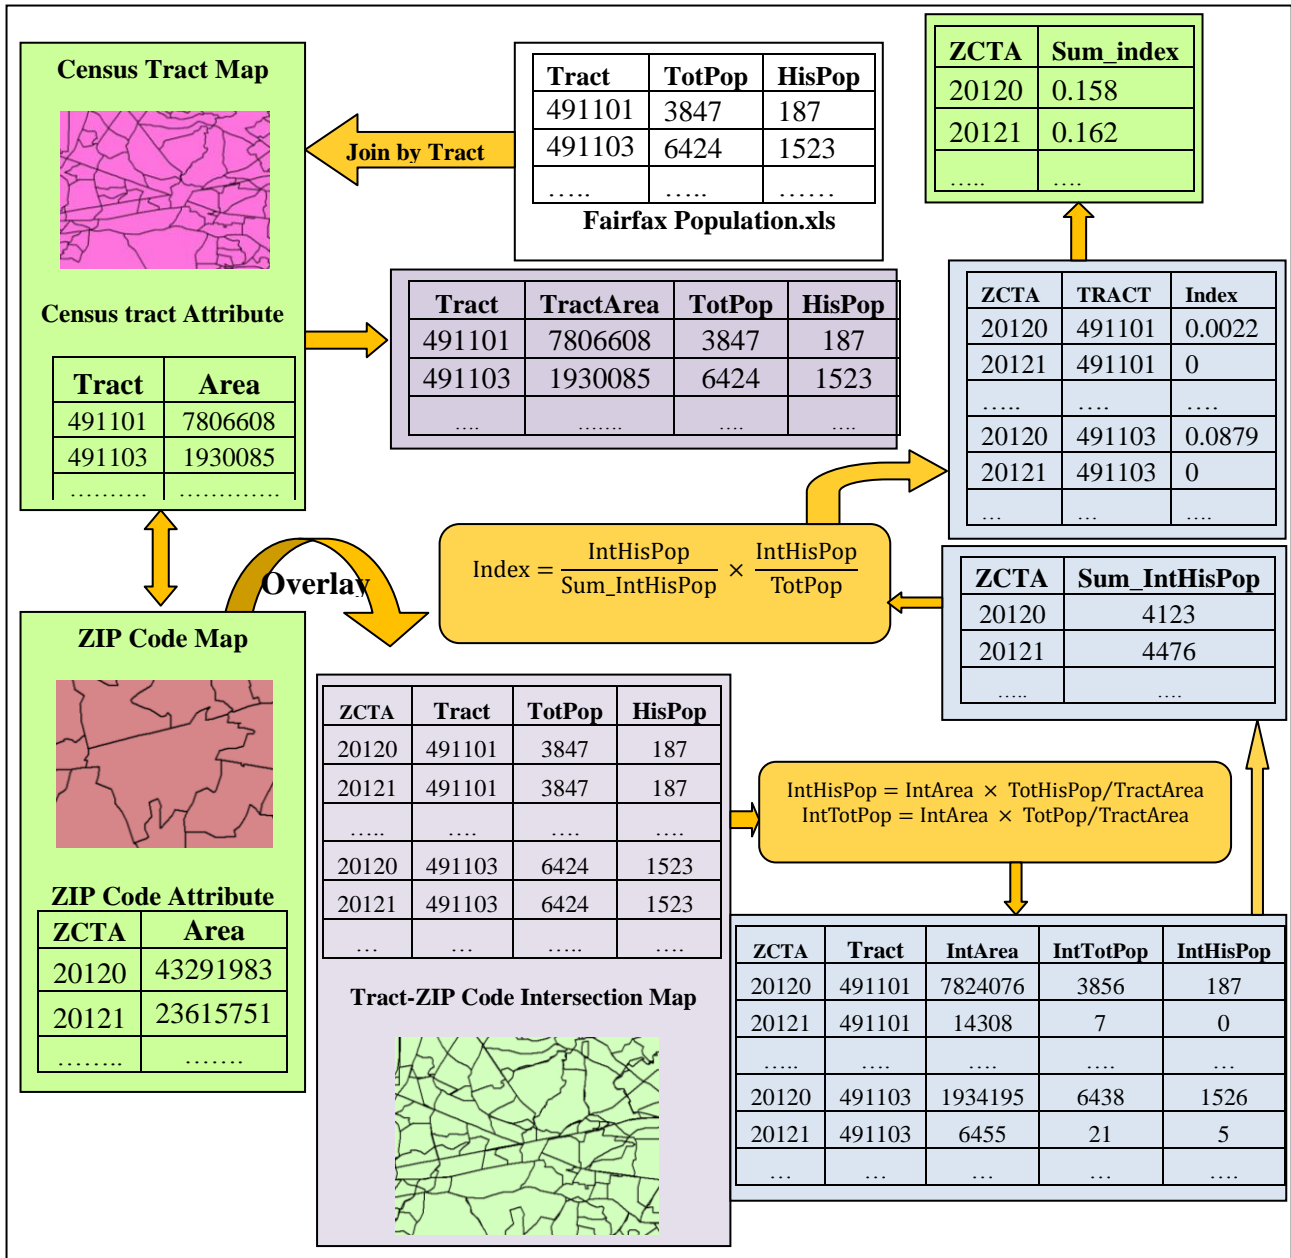 Census Tract Map
Census tract Attribute
Tract Area
491101 7806608
491103 1930085
………. ………….
Join by Tract
Tract TotPop HisPop
491101 3847 187
491103 6424 1523
….. ….. ……
Fairfax Population.xls
ZCTA Sum_index
20120 0.158
20121 0.162
….. ….
Tract TractArea TotPop HisPop
491101 7806608 3847 187
491103 1930085 6424 1523
…. ……. …. ….
ZCTA TRACT Index
20120 491101 0.0022
20121 491101 0
….. …. ….
20120 491103 0.0879
20121 491103 0
… … ….
Overlay
Index = IntHisPop/Sum_IntHisPop × IntHisPop/TotPop
ZCTA Sum_IntHisPop
20120 4123
20121 4476
….. ….
ZIP Code Map
ZIP Code Attribute
ZCTA Area
20120 43291983
20121 23615751
…….. …….
ZCTA Tract TotPop HisPop
20120 491101 3847 187
20121 491101 3847 187
….. …. …. ….
20120 491103 6424 1523
20121 491103 6424 1523
… … ….. ….
Tract-ZIP Code Intersection Map
IntHisPop = IntArea × TotHisPop/TractArea
IntTotPop = IntArea × TotPop/TractArea
ZCTA Tract IntArea IntTotPop IntHisPop
20120 491101 7824076 3856 187
20121 491101 14308 7 0
….. …. …. …. …
20120 491103 1934195 6438 1526
20121 491103 6455 21 5
… … … … ….